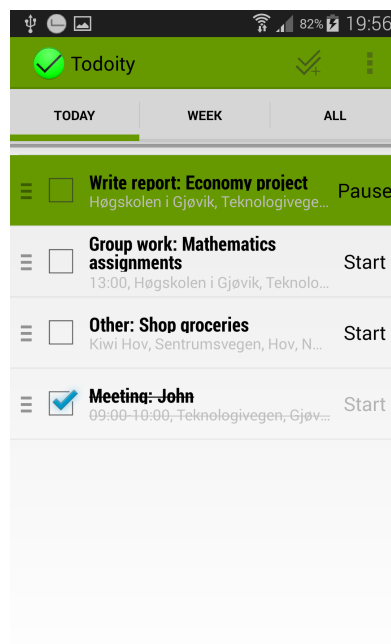 82% 19:56
Todoity
TODAY WEEK ALL
Write report: Economy project
Høgskolen i Gjøvik, Teknologivege...
Pause
Group work: Mathematics
assignments
13:00, Høgskolen i Gjøvik, Teknolo...
Start
Other: Shop groceries
Kiwi Hov, Sentrumsvegen, Hov, N...
Start
Meeting: John
09:00-10:00, Teknologivegen, Gjøv...
Start